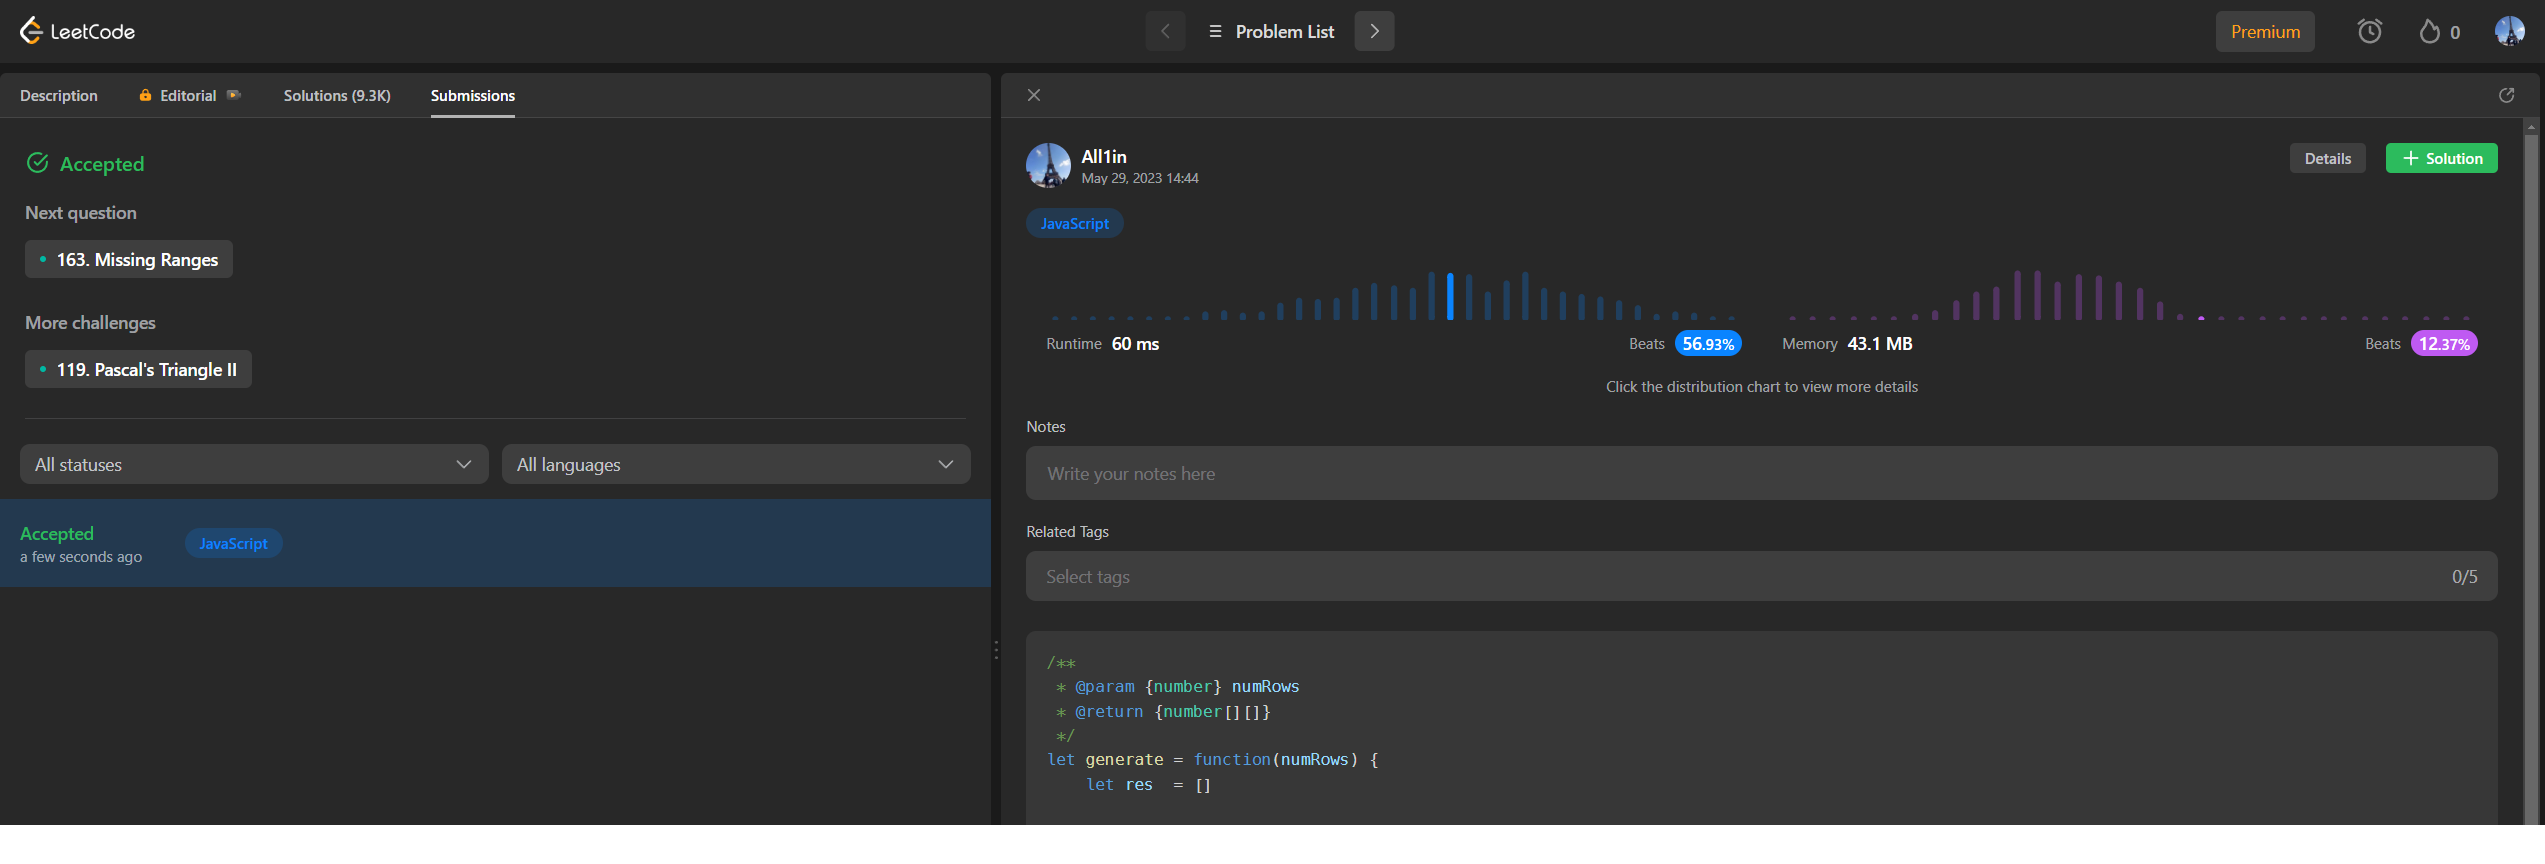 LeetCode
Problem List
Premium
0
Description
Editorial
Solutions (9.3K)
Submissions
Accepted
Next question
163. Missing Ranges
More challenges
119. Pascal's Triangle II
All statuses
All languages
Accepted
a few seconds ago
JavaScript
All1in
May 29, 2023 14:44
Details
Solution
JavaScript
Runtime 60 ms
Beats 56.93%
Memory 43.1 MB
Beats 12.37%
Click the distribution chart to view more details
Notes
Write your notes here
Related Tags
Select tags
0/5
/**
 * @param {number} numRows
 * @return {number[][]}
 */
let generate = function(numRows) {
    let res  = []